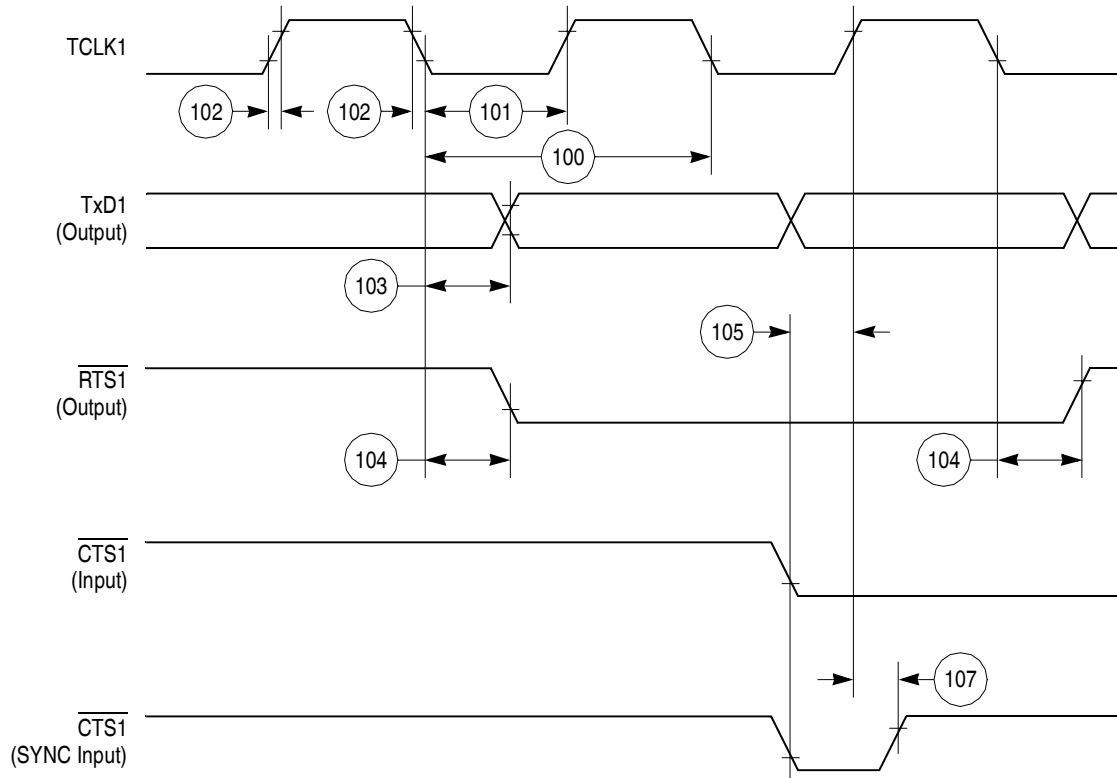 TCLK1
102
102
101
100
TxD1
(Output)
103
105
RTS1
(Output)
104
104
CTS1
(Input)
107
CTS1
(SYNC Input)